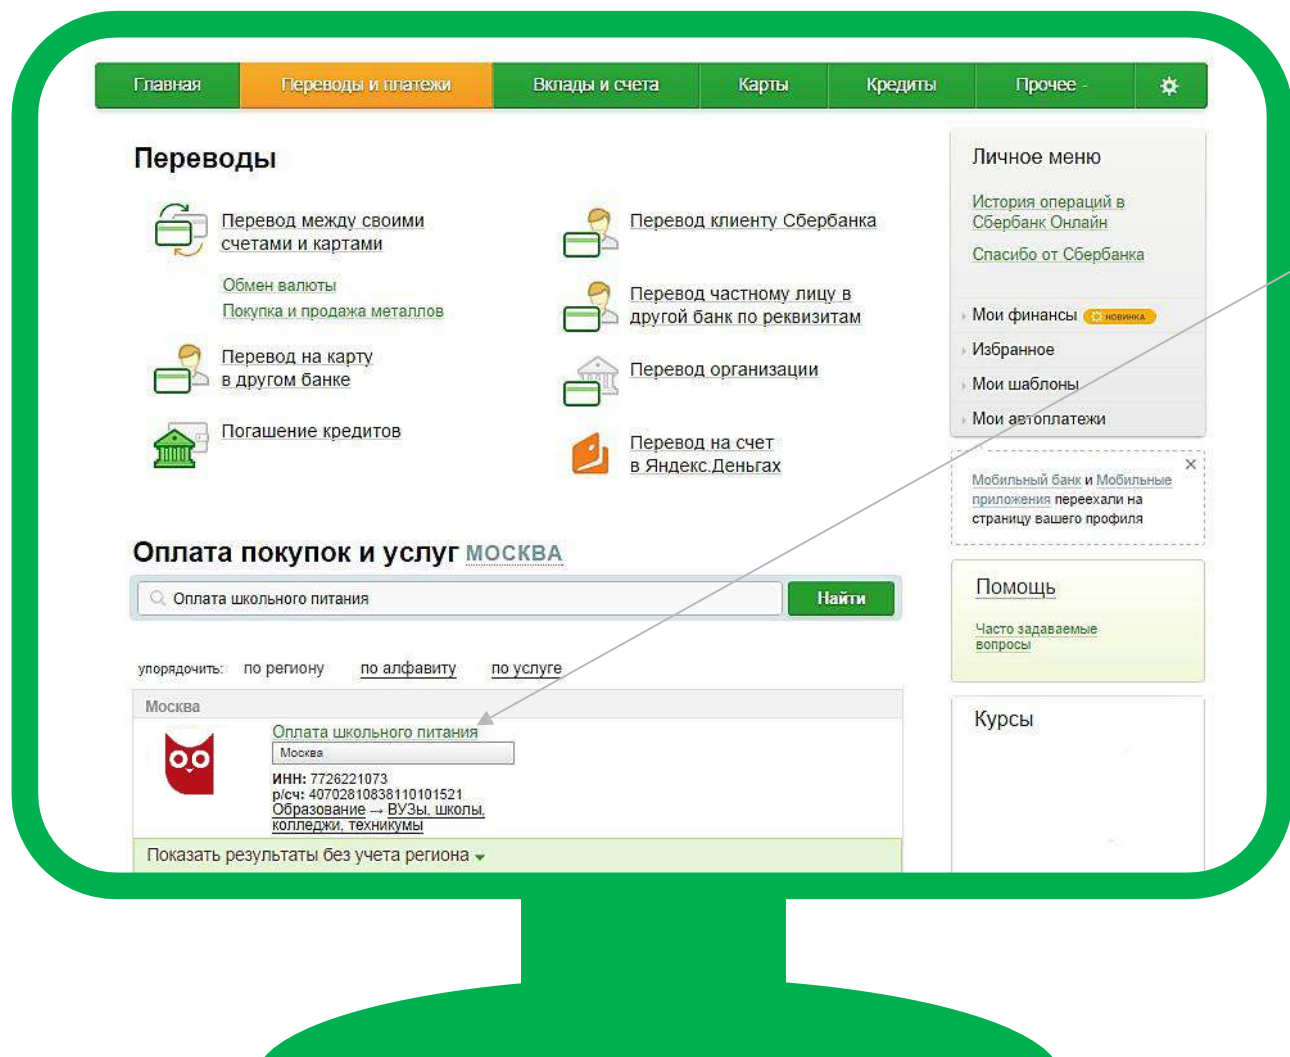 Главная
Переводы и платежи
Вклады и счета
Карты
Кредиты
Прочее -
Переводы
Перевод между своими
счетами и картами
Обмен валюты
Покупка и продажа металлов
Перевод на карту
в другом банке
Погашение кредитов
Перевод клиенту Сбербанка
Перевод частному лицу в
другой банк по реквизитам
Перевод организации
Перевод на счет
в Яндекс.Деньгах
Оплата покупок и услуг МОСКВА
Оплата школьного питания
Найти
упорядочить: по региону по алфавиту по услуге
Москва
Оплата школьного питания
Москва
ИНН: 7726221073
р/сч: 40702810838110101521
Образование → ВУЗы, школы,
колледжи, техникумы
Показать результаты без учета региона
Личное меню
История операций в
Сбербанк Онлайн
Спасибо от Сбербанка
Мои финансы НОВИНКА
Избранное
Мои шаблоны
Мои автоплатежи
Мобильный банк и Мобильные
приложения переехали на
страницу вашего профиля
Помощь
Часто задаваемые
вопросы
Курсы